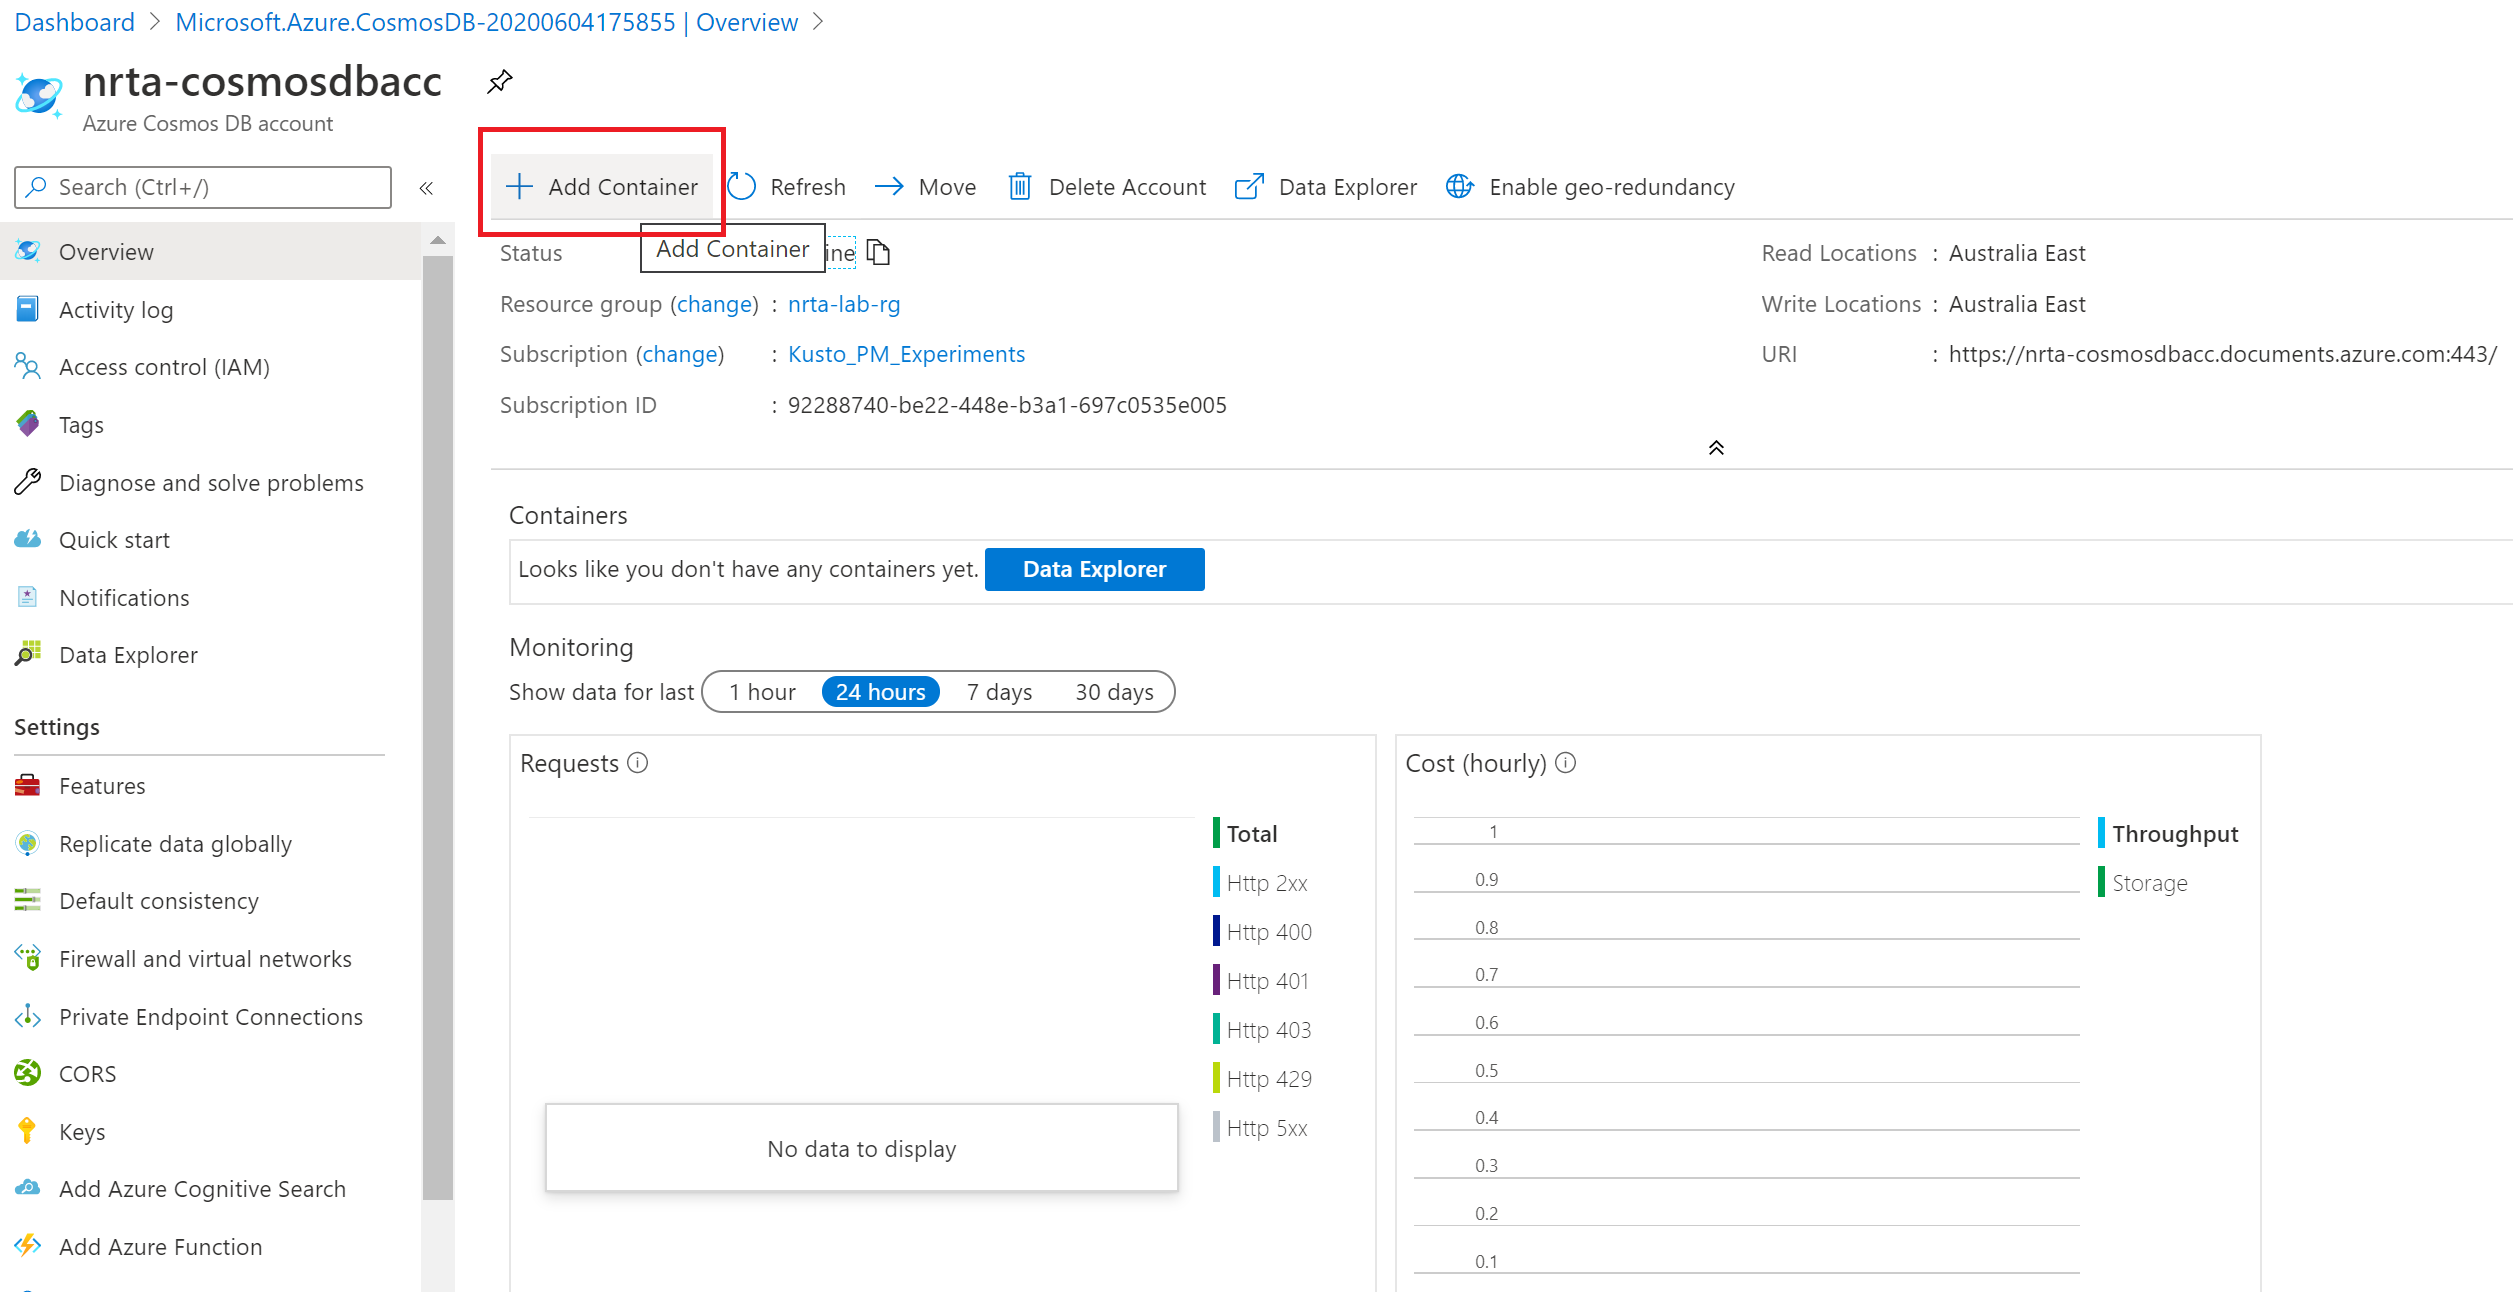 Dashboard > Microsoft.Azure.CosmosDB-20200604175855 | Overview >
nrta-cosmosdbacc
Azure Cosmos DB account
Search (Ctrl+/)
«
Add Container
Refresh
Move
Delete Account
Data Explorer
Enable geo-redundancy
Add Container
Overview
Activity log
Access control (IAM)
Tags
Diagnose and solve problems
Quick start
Notifications
Data Explorer
Settings
Features
Replicate data globally
Default consistency
Firewall and virtual networks
Private Endpoint Connections
CORS
Keys
Add Azure Cognitive Search
Add Azure Function
Status ine
Resource group (change) : nrta-lab-rg
Subscription (change) : Kusto_PM_Experiments
Subscription ID : 92288740-be22-448e-b3a1-697c0535e005
Read Locations : Australia East
Write Locations : Australia East
URI : https://nrta-cosmosdbacc.documents.azure.com:443/
Containers
Looks like you don't have any containers yet. Data Explorer
Monitoring
Show data for last 1 hour 24 hours 7 days 30 days
Requests
Total
Http 2xx
Http 400
Http 401
Http 403
Http 429
Http 5xx
No data to display
Cost (hourly)
1
0.9
0.8
0.7
0.6
0.5
0.4
0.3
0.2
0.1
Throughput
Storage